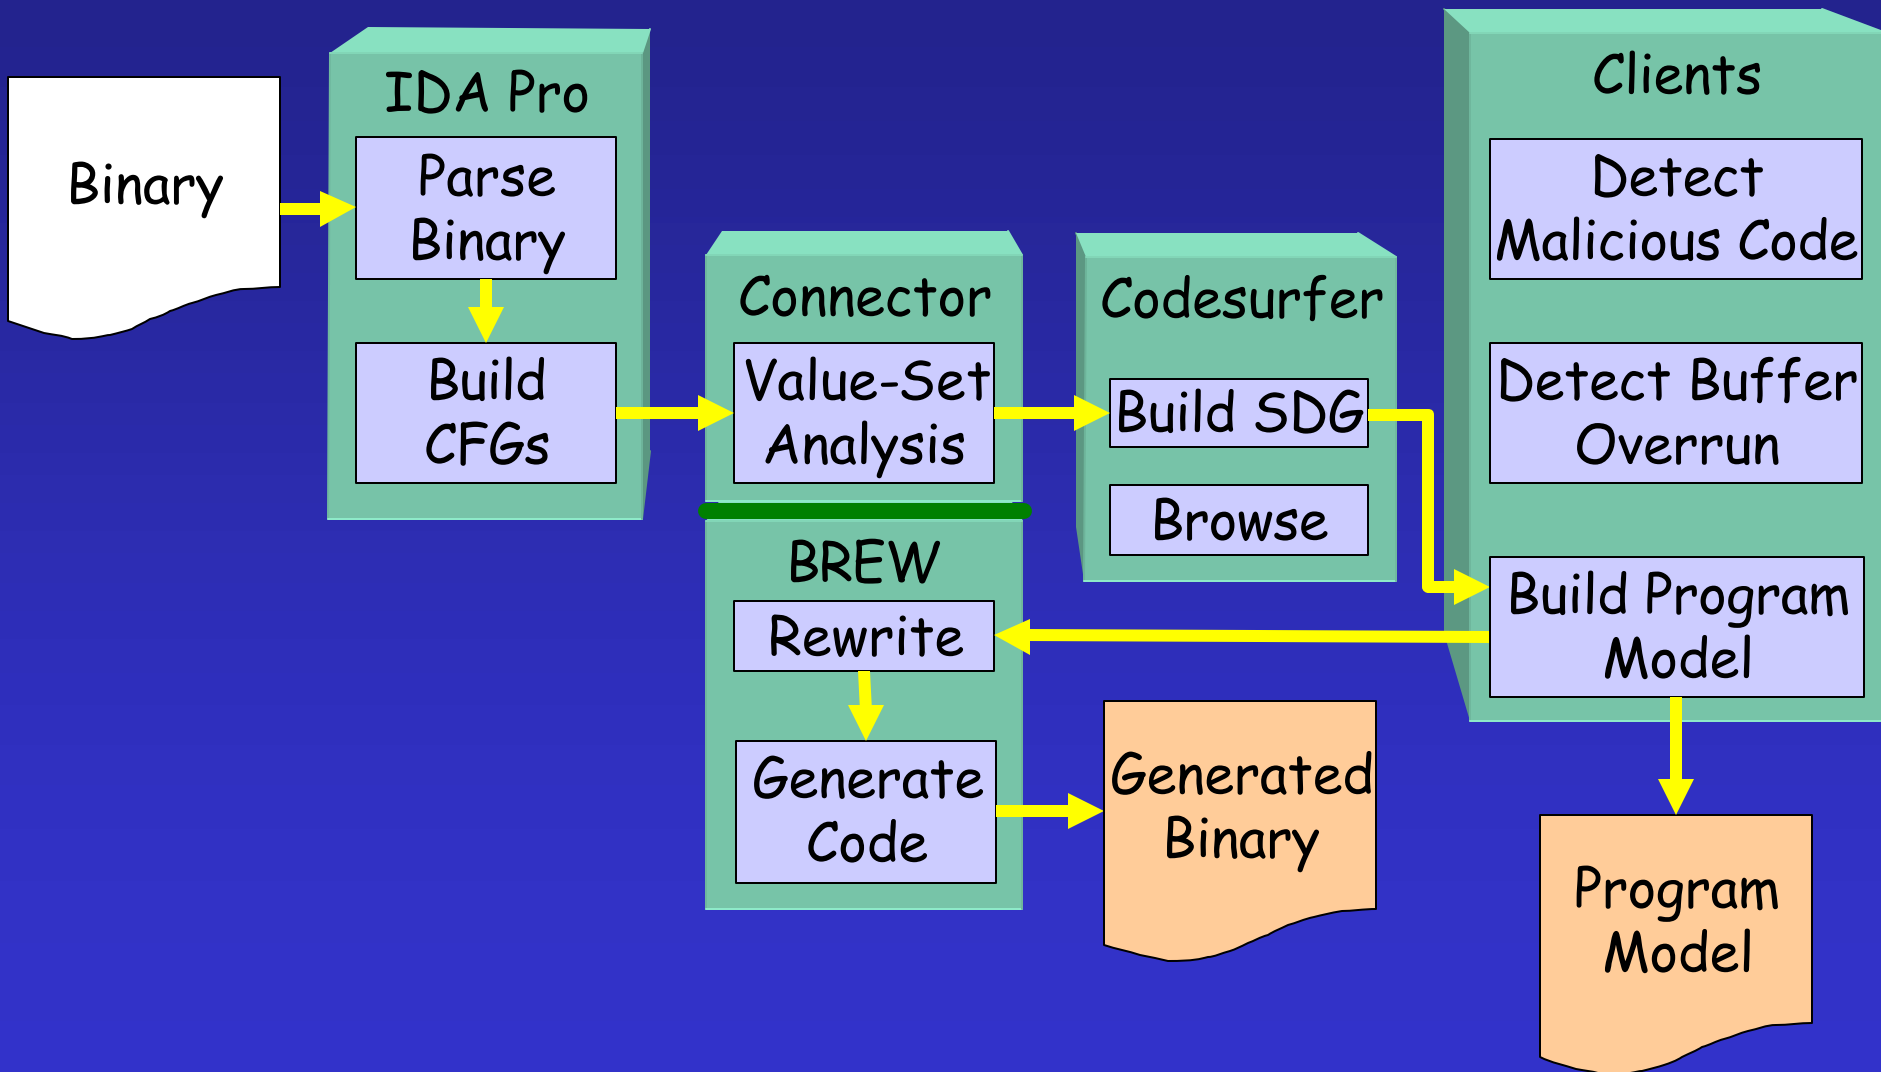 Binary
IDA Pro
Parse
Binary
Build
CFGs
Connector
Value-Set
Analysis
BREW
Rewrite
Generate
Code
Codesurfer
Build SDG
Browse
Generated
Binary
Clients
Detect
Malicious Code
Detect Buffer
Overrun
Build Program
Model
Program
Model